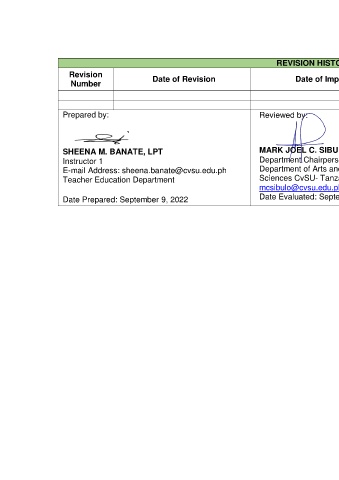 REVISION HISTO
Revision Number
Date of Revision
Date of Imp
Prepared by:
SHEENA M. BANATE, LPT
Instructor 1
E-mail Address: sheena.banate@cvsu.edu.ph
Teacher Education Department
Date Prepared: September 9, 2022
Reviewed by:
MARK JOEL C. SIBU
Department Chairpers
Department of Arts and
Sciences CvSU- Tanza
mcsibulo@cvsu.edu.ph
Date Evaluated: Septe